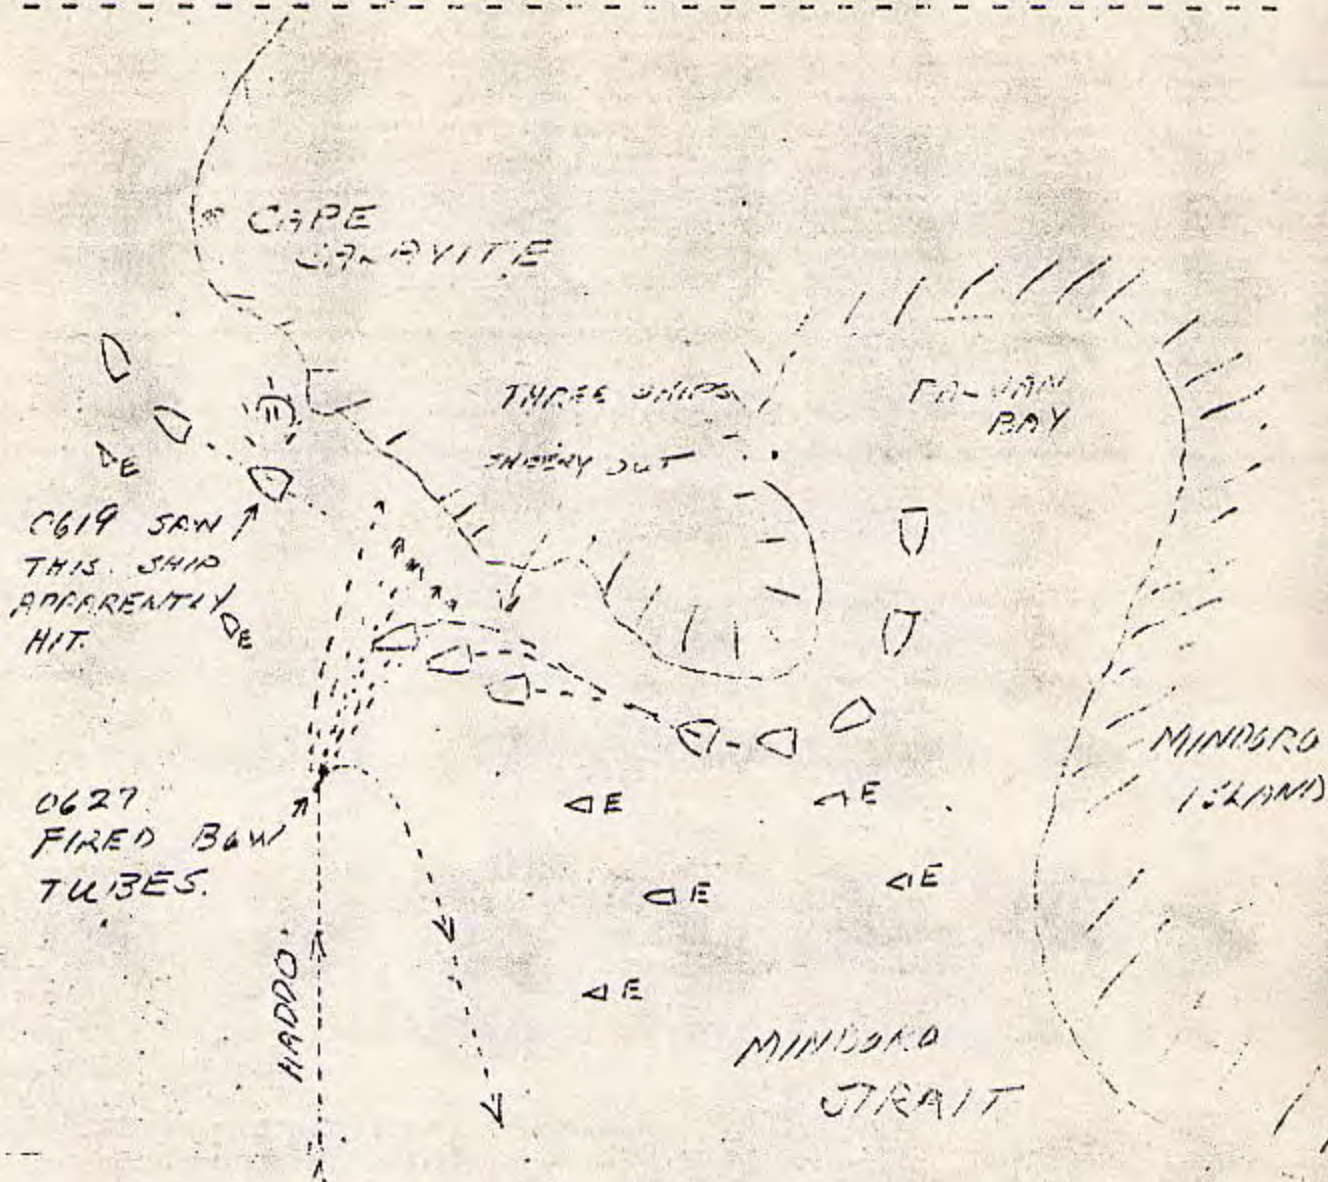 CAPE
CALAVITE
THREE SHIPS
PALUAN
BAY
OUT
E
0619 SAW
THIS SHIP
APPARENTLY
HIT.
E
MINDORO
ISLAND
0627
FIRED BOW
TUBES.
E
E
E
E
E
HADDO
MINDORO
STRAIT